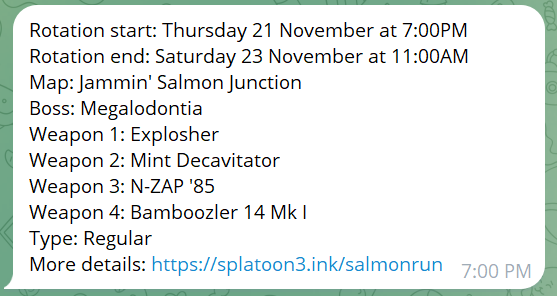 Rotation start: Thursday 21 November at 7:00PM
Rotation end: Saturday 23 November at 11:00AM
Map: Jammin' Salmon Junction
Boss: Megalodontia
Weapon 1: Explosher
Weapon 2: Mint Decavitator
Weapon 3: N-ZAP '85
Weapon 4: Bamboozler 14 Mk I
Type: Regular
More details: https://splatoon3.ink/salmonrun 7:00 PM